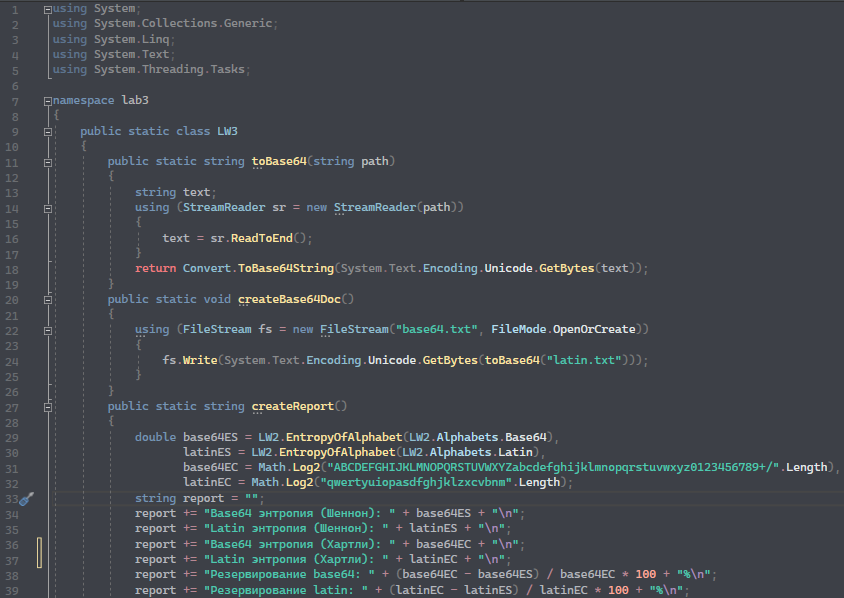 1 using System;
2 using System.Collections.Generic;
3 using System.Linq;
4 using System.Text;
5 using System.Threading.Tasks;
6
7 namespace lab3
8 {
9 public static class LW3
10 {
11 public static string toBase64(string path)
12 {
13 string text;
14 using (StreamReader sr = new StreamReader(path))
15 {
16 text = sr.ReadToEnd();
17 }
18 return Convert.ToBase64String(System.Text.Encoding.Unicode.GetBytes(text));
19 }
20 public static void createBase64Doc()
21 {
22 using (FileStream fs = new FileStream("base64.txt", FileMode.OpenOrCreate))
23 {
24 fs.Write(System.Text.Encoding.Unicode.GetBytes(toBase64("latin.txt")));
25 }
26 }
27 public static string createReport()
28 {
29 double base64ES = LW2.EntropyOfAlphabet(LW2.Alphabets.Base64),
30 latinES = LW2.EntropyOfAlphabet(LW2.Alphabets.Latin),
31 base64EC = Math.Log2("ABCDEFGHIJKLMNOPQRSTUVWXYZabcdefghijklmnopqrstuvwxyz0123456789+/".Length),
32 latinEC = Math.Log2("qwertyuiopasdfghjklzxcvbnm".Length);
33 string report = "";
34 report += "Base64 энтропия (Шеннон): " + base64ES + "\n";
35 report += "Latin энтропия (Шеннон): " + latinES + "\n";
36 report += "Base64 энтропия (Хартли): " + base64EC + "\n";
37 report += "Latin энтропия (Хартли): " + latinEC + "\n";
38 report += "Резервирование base64: " + (base64EC - base64ES) / base64EC * 100 + "%\n";
39 report += "Резервирование latin: " + (latinEC - latinES) / latinEC * 100 + "%\n";